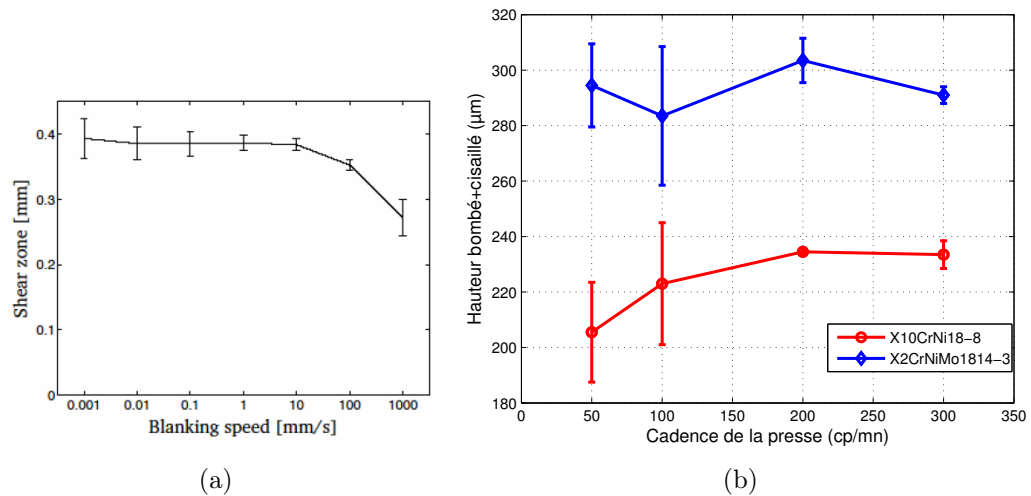 Shear zone [mm]
0.4
0.3
0.2
0.1
0
0.001 0.01 0.1 1 10 100 1000
Blanking speed [mm/s]
(a)
Hauteur bombé+cisaillé (µm)
320
300
280
260
240
220
200
180
0 50 100 150 200 250 300 350
Cadence de la presse (cp/mn)
X10CrNi18-8
X2CrNiMo1814-3
(b)